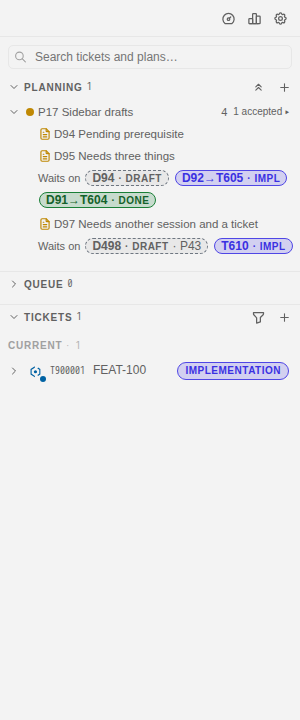 Search tickets and plans…
PLANNING 1
P17 Sidebar drafts 4 1 accepted ▸
D94 Pending prerequisite
D95 Needs three things
Waits on D94 · DRAFT D92→T605 · IMPL
D91→T604 · DONE
D97 Needs another session and a ticket
Waits on D498 · DRAFT · P43 T610 · IMPL
QUEUE 0
TICKETS 1
CURRENT · 1
T900001 FEAT-100 IMPLEMENTATION